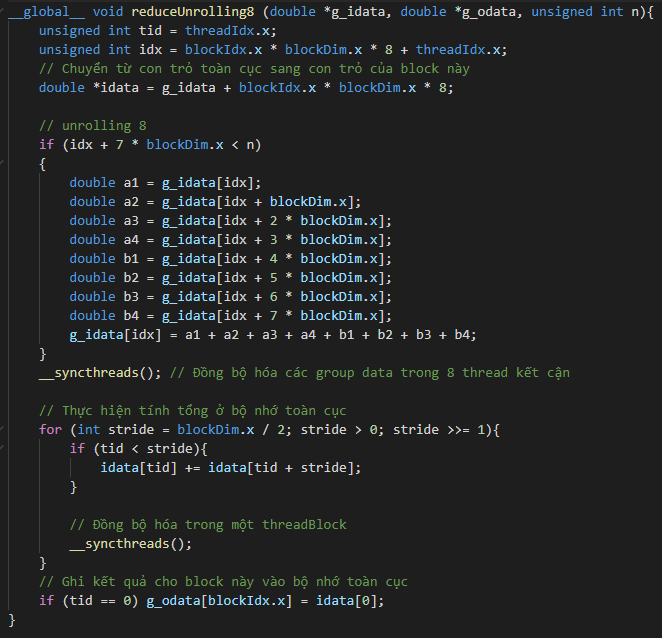 __global__ void reduceUnrolling8 (double *g_idata, double *g_odata, unsigned int n){
    unsigned int tid = threadIdx.x;
    unsigned int idx = blockIdx.x * blockDim.x * 8 + threadIdx.x;
    // Chuyển từ con trỏ toàn cục sang con trỏ của block này
    double *idata = g_idata + blockIdx.x * blockDim.x * 8;

    // unrolling 8
    if (idx + 7 * blockDim.x < n)
    {
        double a1 = g_idata[idx];
        double a2 = g_idata[idx + blockDim.x];
        double a3 = g_idata[idx + 2 * blockDim.x];
        double a4 = g_idata[idx + 3 * blockDim.x];
        double b1 = g_idata[idx + 4 * blockDim.x];
        double b2 = g_idata[idx + 5 * blockDim.x];
        double b3 = g_idata[idx + 6 * blockDim.x];
        double b4 = g_idata[idx + 7 * blockDim.x];
        g_idata[idx] = a1 + a2 + a3 + a4 + b1 + b2 + b3 + b4;
    }
    __syncthreads(); // Đồng bộ hóa các group data trong 8 thread kết cận

    // Thực hiện tính tổng ở bộ nhớ toàn cục
    for (int stride = blockDim.x / 2; stride > 0; stride >>= 1){
        if (tid < stride){
            idata[tid] += idata[tid + stride];
        }

        // Đồng bộ hóa trong một threadBlock
        __syncthreads();
    }
    // Ghi kết quả cho block này vào bộ nhớ toàn cục
    if (tid == 0) g_odata[blockIdx.x] = idata[0];
}